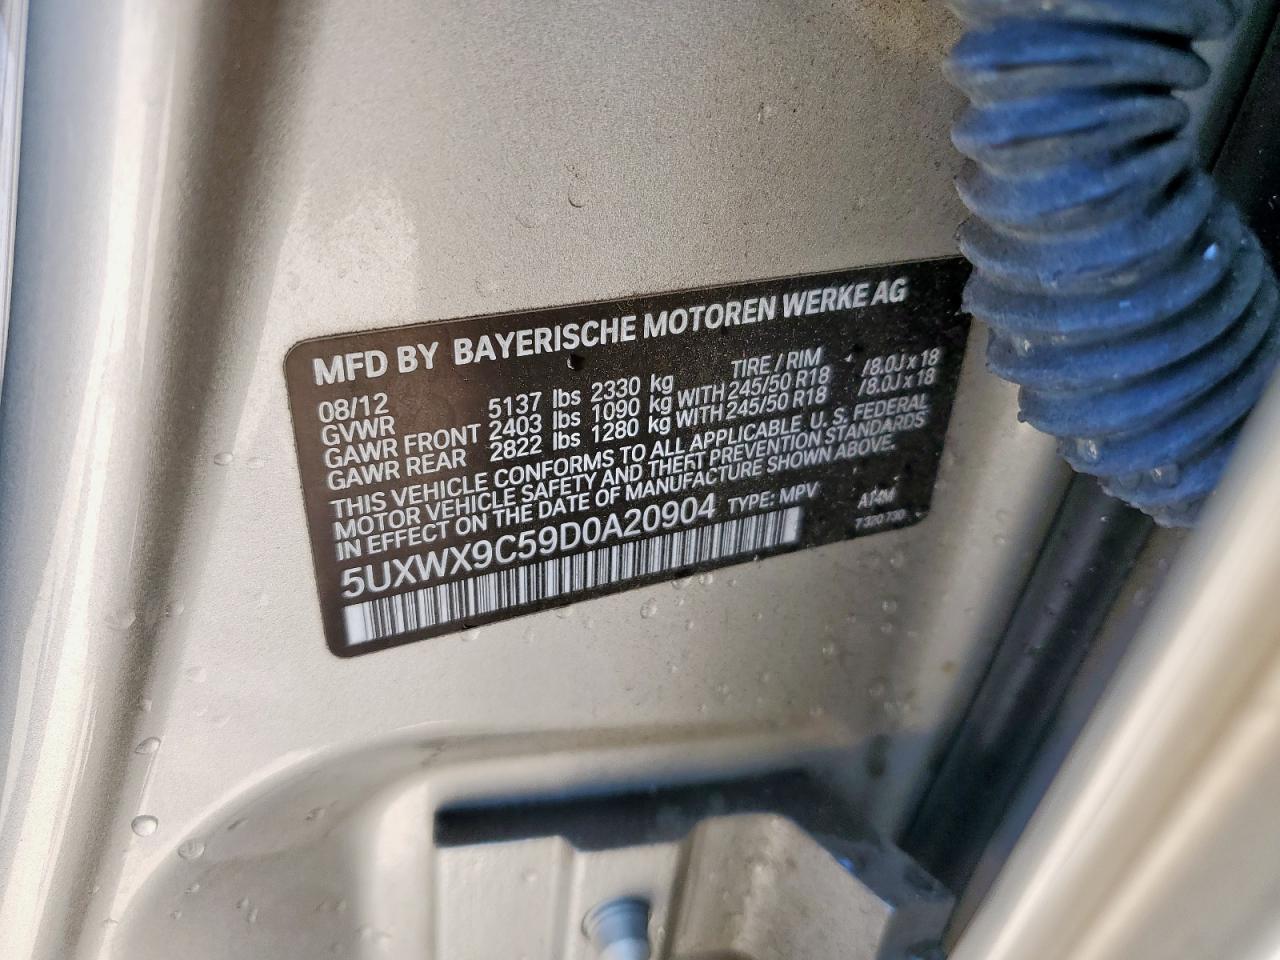 MFD BY BAYERISCHE MOTOREN WERKE AG
08/12 TIRE / RIM
GVWR 5137 lbs 2330 kg
GAWR FRONT 2403 lbs 1090 kg WITH 245/50 R18 /8.0J x 18
GAWR REAR 2822 lbs 1280 kg WITH 245/50 R18 /8.0J x 18
THIS VEHICLE CONFORMS TO ALL APPLICABLE U. S. FEDERAL
MOTOR VEHICLE SAFETY AND THEFT PREVENTION STANDARDS
IN EFFECT ON THE DATE OF MANUFACTURE SHOWN ABOVE.
5UXWX9C59D0A20904 TYPE: MPV